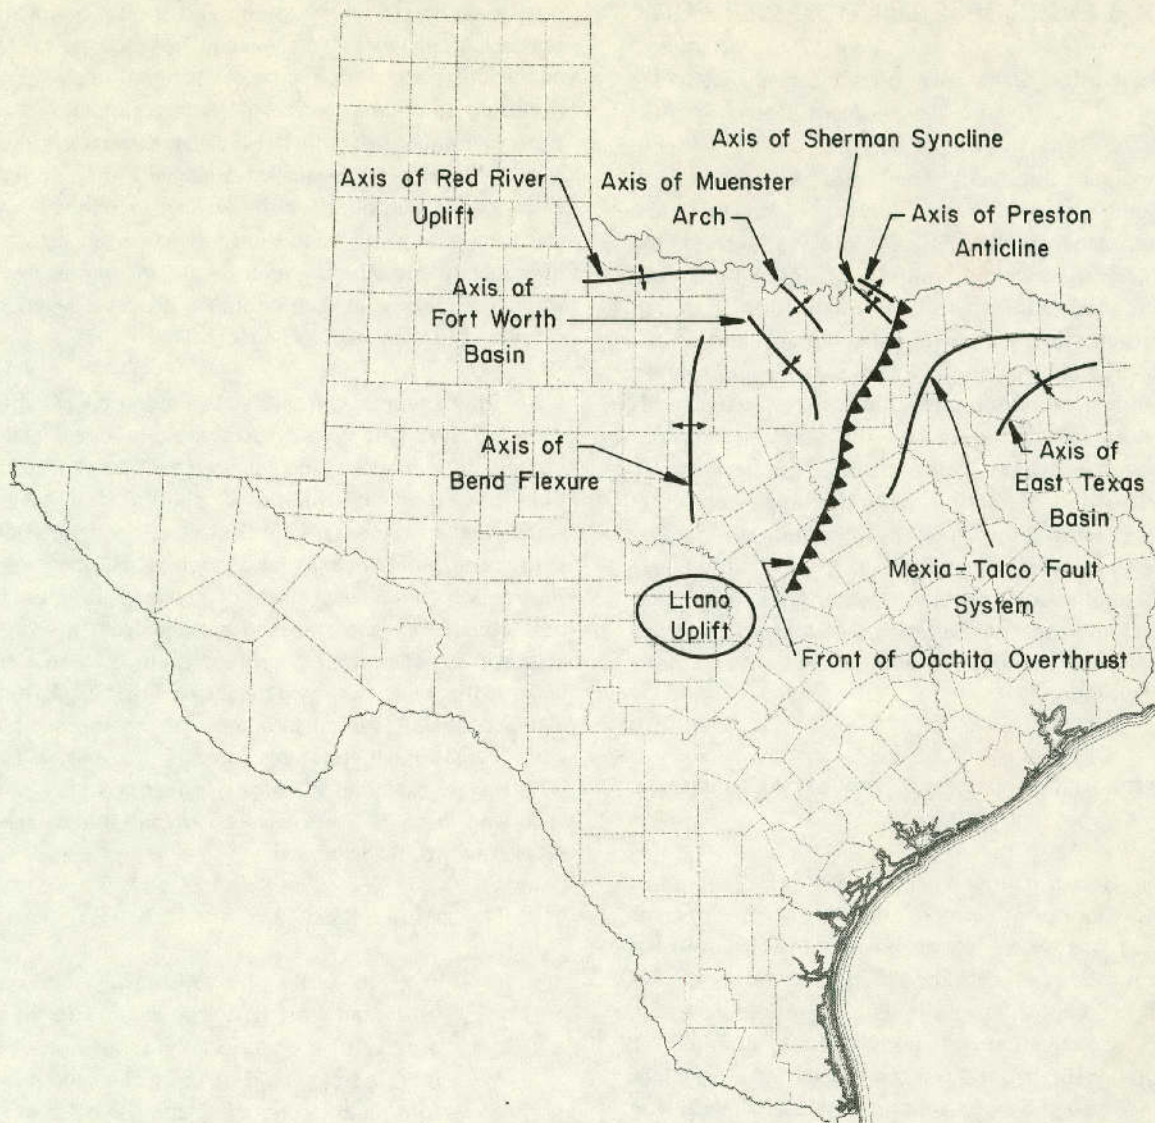 Axis of Sherman Syncline
Axis of Red River
Uplift
Axis of Muenster
Arch
Axis of Preston
Anticline
Axis of
Fort Worth
Basin
Axis of
Bend Flexure
Axis of
East Texas
Basin
Mexia-Talco Fault
System
Llano
Uplift
Front of Oachita Overthrust